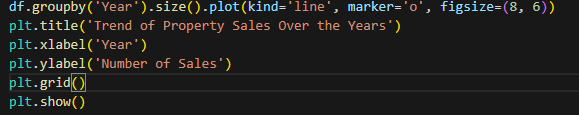 df.groupby('Year').size().plot(kind='line', marker='o', figsize=(8, 6))
plt.title('Trend of Property Sales Over the Years')
plt.xlabel('Year')
plt.ylabel('Number of Sales')
plt.grid()
plt.show()